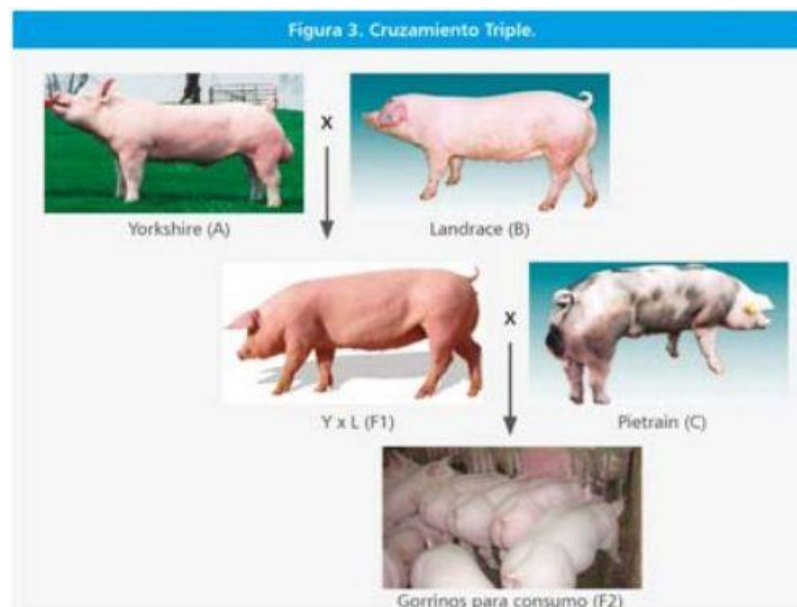 Figura 3. Cruzamiento Triple.
X
Yorkshire (A)
Landrace (B)
X
Y x L (F1)
Pietrain (C)
Gorrinos para consumo (F2)